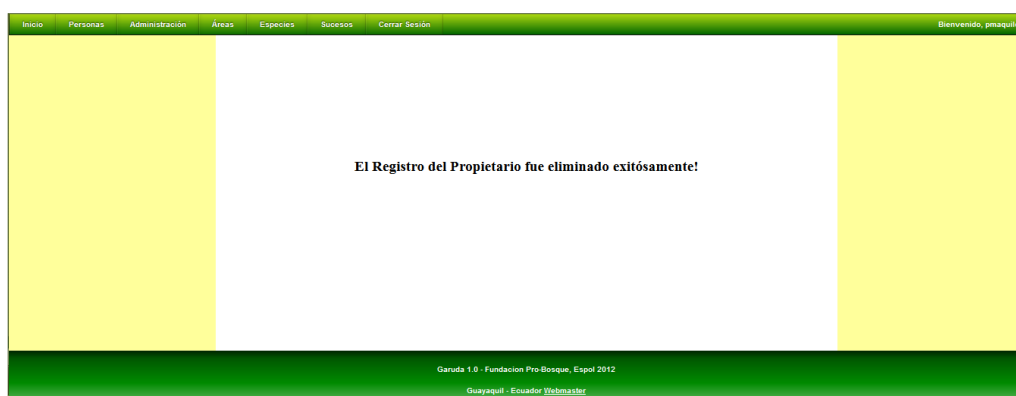 Inicio Personas Administración Áreas Especies Sucesos Cerrar Sesión Bienvenido, pmaquil
El Registro del Propietario fue eliminado exitósamente!
Garuda 1.0 - Fundacion Pro-Bosque, Espol 2012
Guayaquil - Ecuador Webmaster